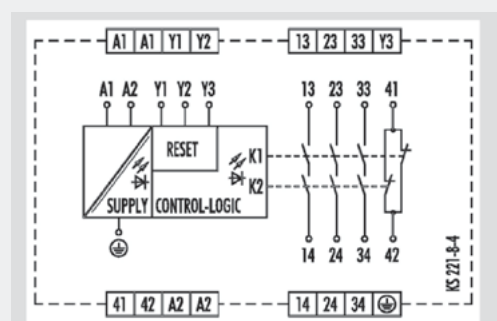 A1 A1 Y1 Y2 13 23 33 Y3
A1 A2 Y1 Y2 Y3 13 23 33 41
RESET
K1
K2
SUPPLY CONTROL-LOGIC
14 24 34 42
KS 221-8-4
41 42 A2 A2 14 24 34